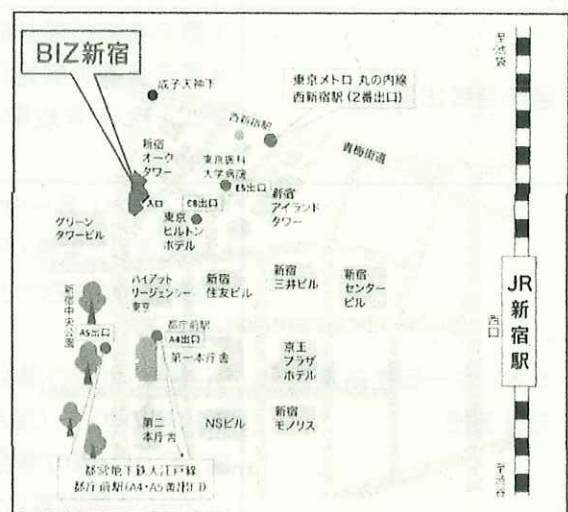 BIZ新宿
成子天神下
東京メトロ 丸の内線
西新宿駅(2番出口)
至池袋
西新宿駅
青梅街道
新宿
オーク
タワー
東京医科
大学病院
E5出口
新宿
アイランド
タワー
入口
C8出口
グリーン
タワービル
東京
ヒルトン
ホテル
新宿中央公園
ハイアット
リージェンシー
東京
新宿
住友ビル
新宿
三井ビル
新宿
センター
ビル
JR新宿駅
西口
A5出口
都庁前駅
A4出口
第一本庁舎
京王
プラザ
ホテル
第二
本庁舎
NSビル
新宿
モノリス
都営地下鉄大江戸線
都庁前駅(A4・A5番出口)
至渋谷